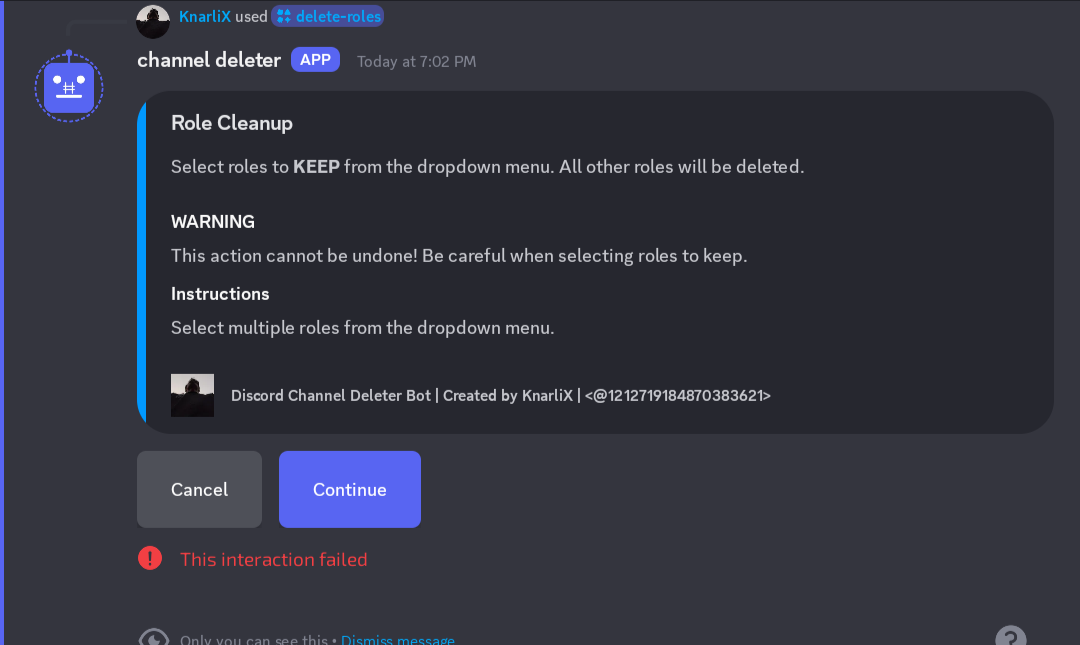 KnarliX used delete-roles
channel deleter APP Today at 7:02 PM
Role Cleanup
Select roles to KEEP from the dropdown menu. All other roles will be deleted.
WARNING
This action cannot be undone! Be careful when selecting roles to keep.
Instructions
Select multiple roles from the dropdown menu.
Discord Channel Deleter Bot | Created by KnarliX | <@1212719184870383621>
Cancel Continue
This interaction failed
Only you can see this • Dismiss message